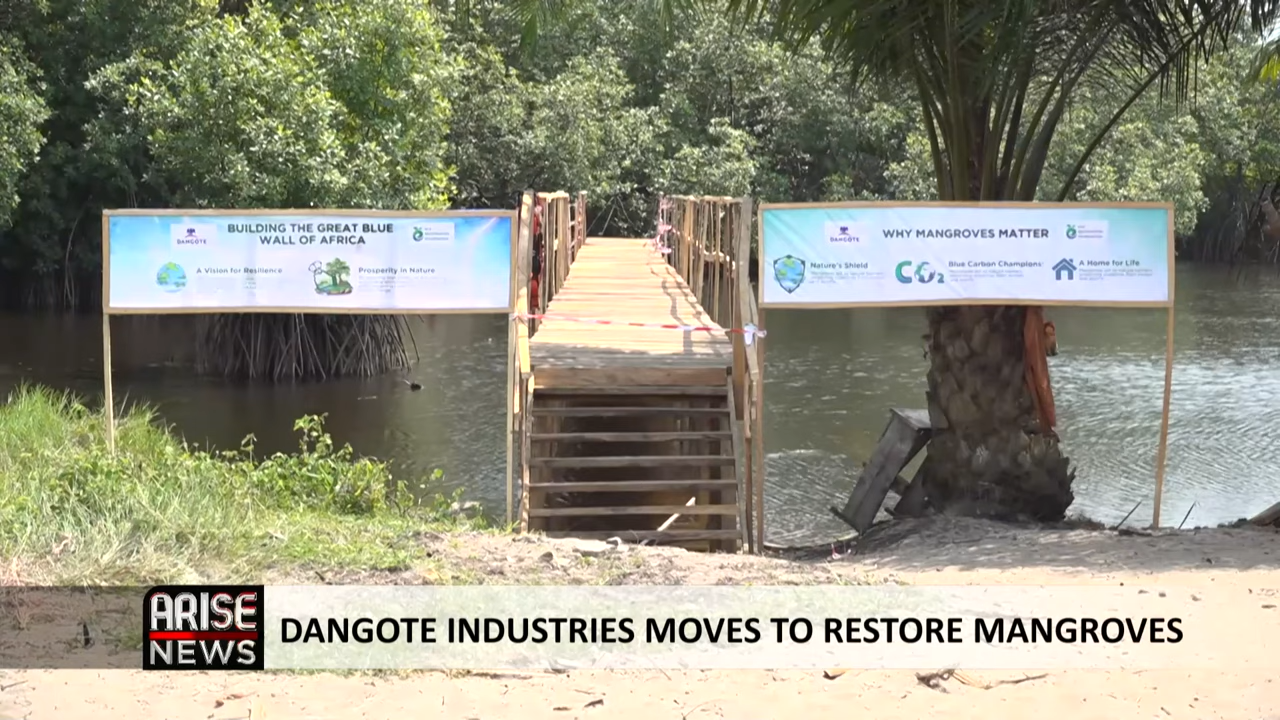 DANGOTE
BUILDING THE GREAT BLUE
WALL OF AFRICA
A Vision for Resilience
Prosperity in Nature
DANGOTE
WHY MANGROVES MATTER
Nature's Shield
CO2
Blue Carbon Champions:
A Home for Life
ARISE
NEWS
DANGOTE INDUSTRIES MOVES TO RESTORE MANGROVES